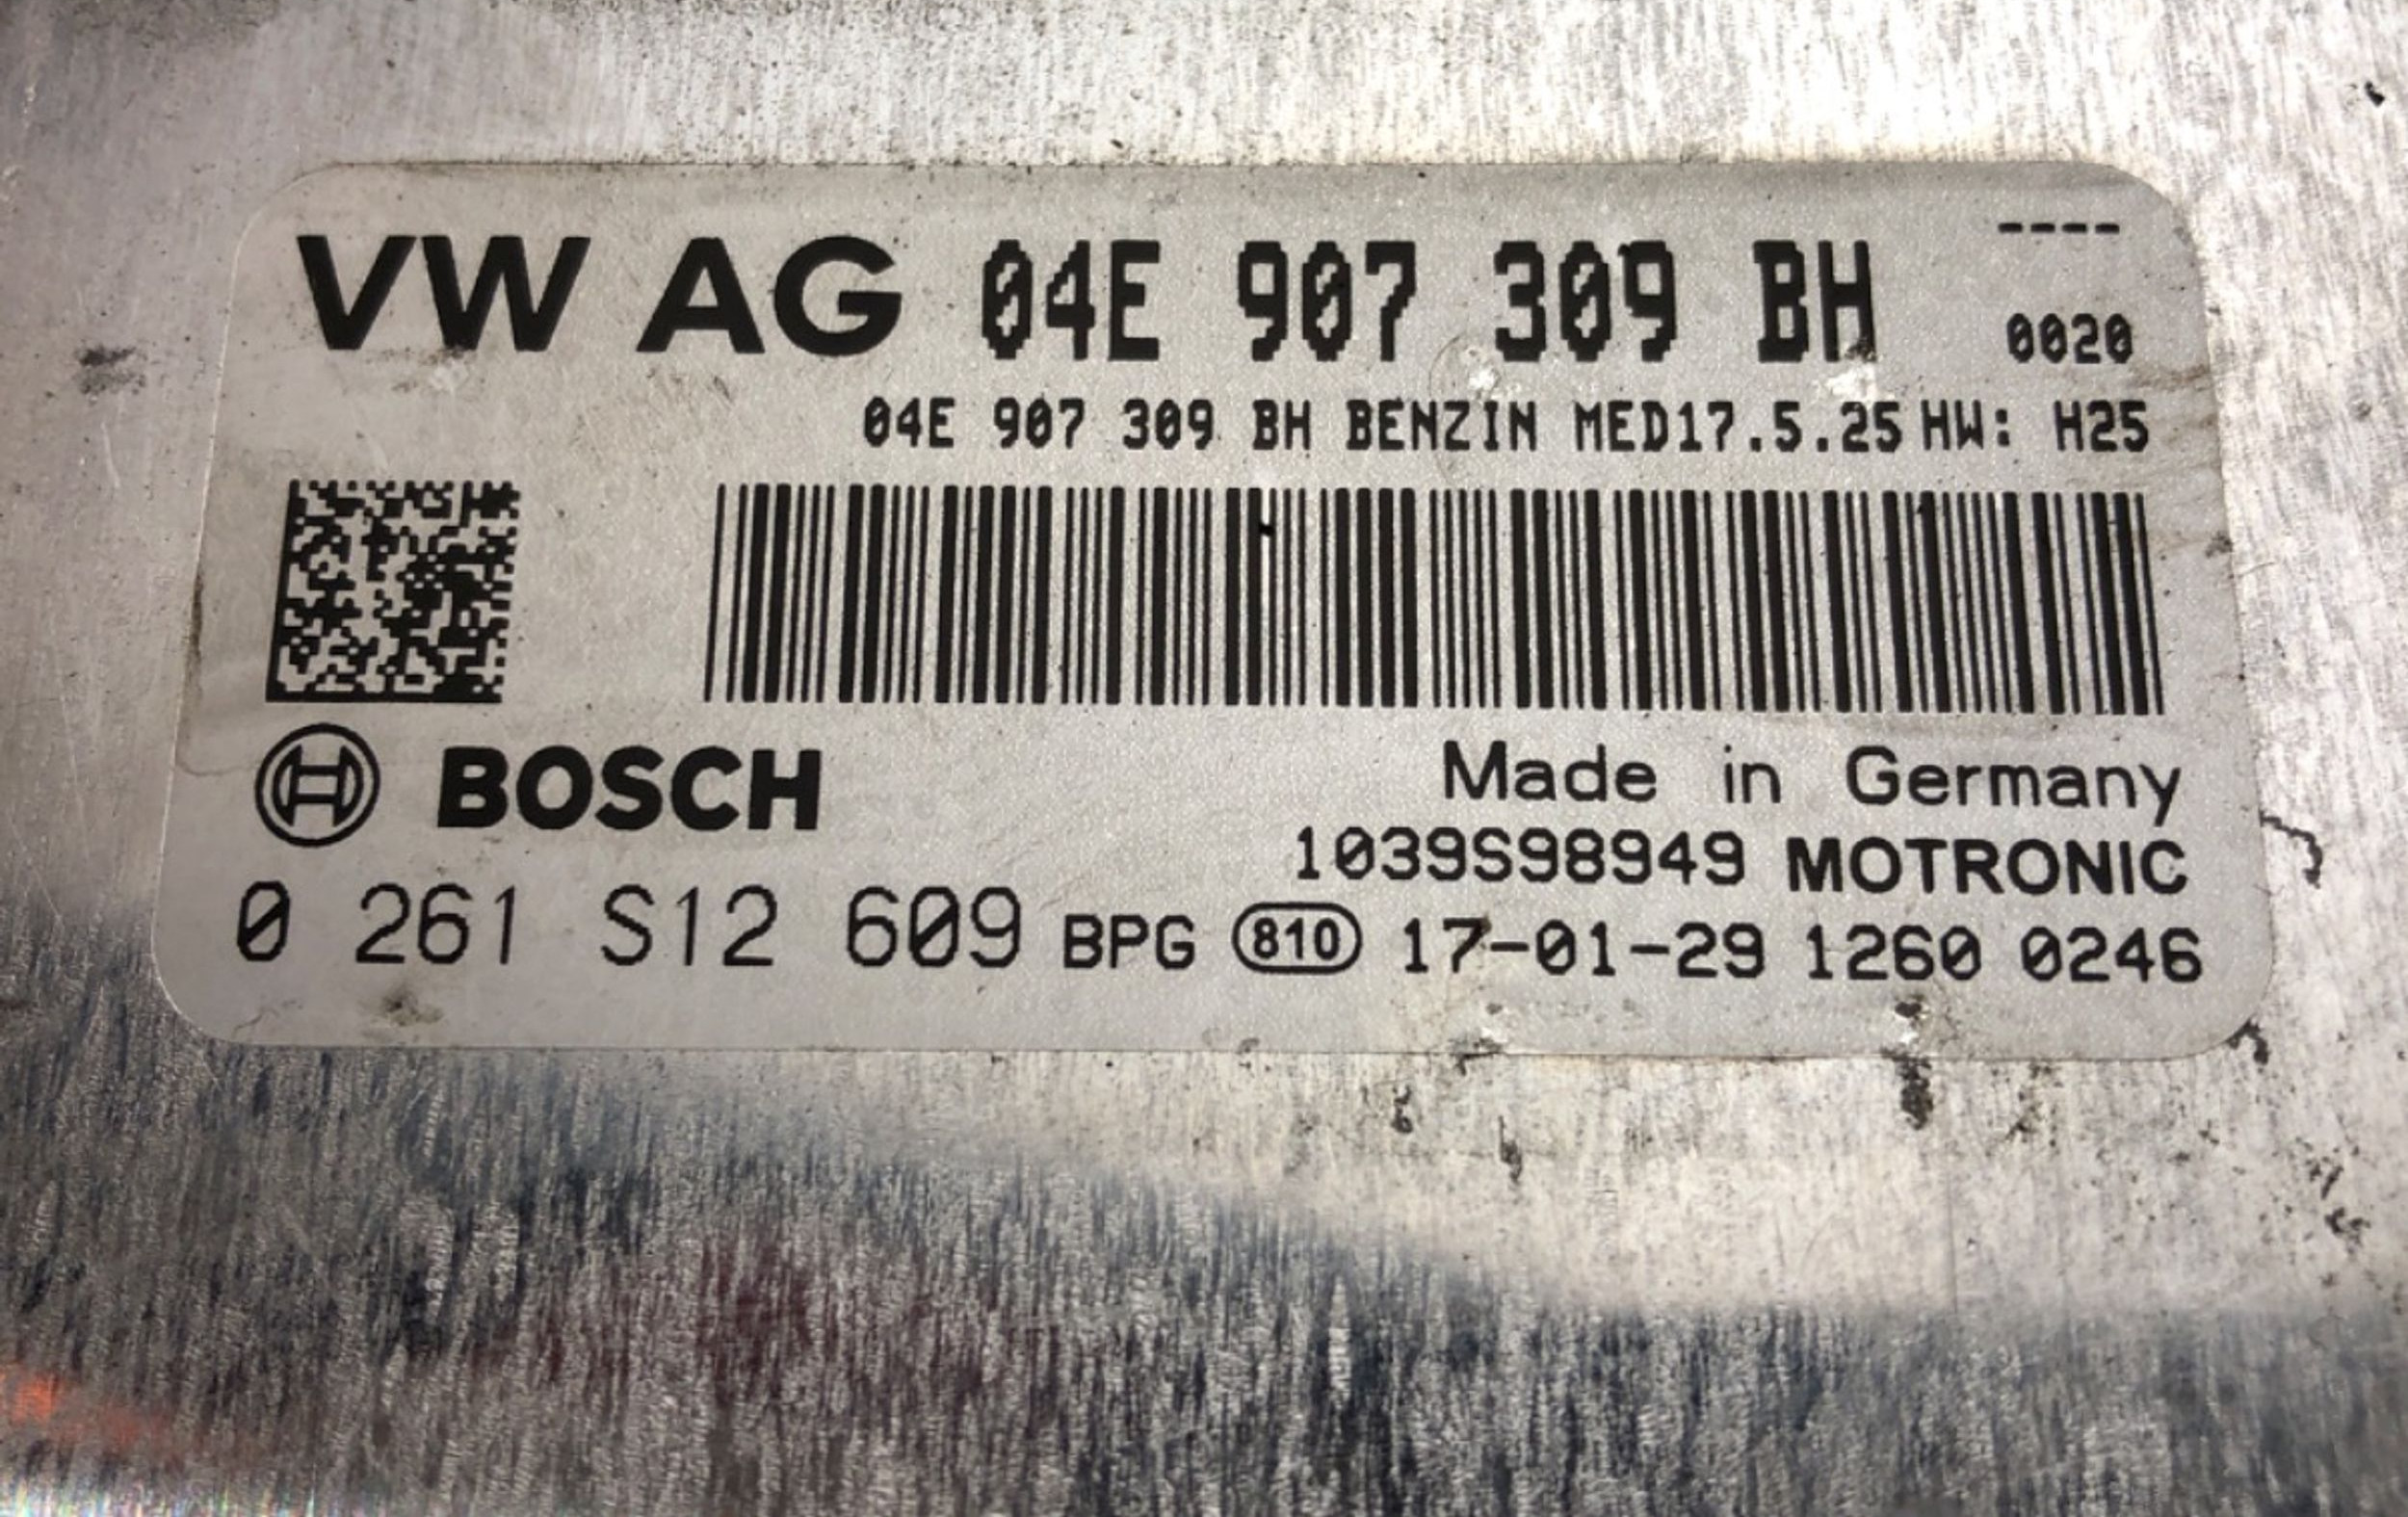 VW AG 04E 907 309 BH ----
0020
04E 907 309 BH BENZIN MED17.5.25 HW: H25
BOSCH Made in Germany
1039S98949 MOTRONIC
0 261 S12 609 BPG 810 17-01-29 1260 0246